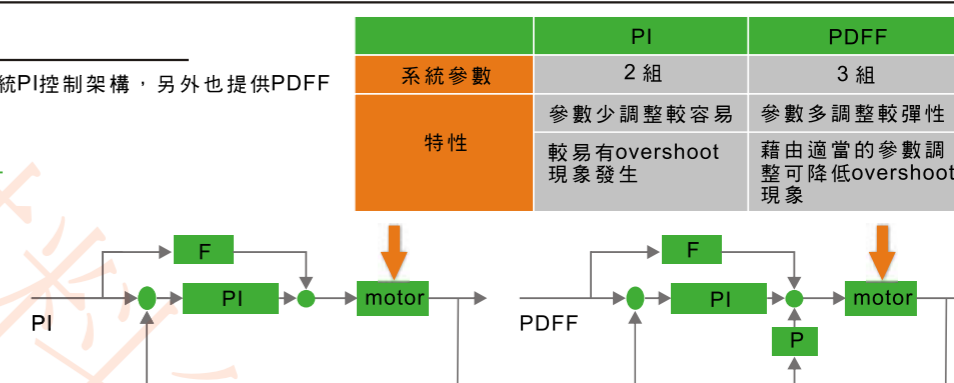 PI PDFF
統PI控制架構，另外也提供PDFF
系統參數 2組 3組
特性
參數少調整較容易 參數多調整較彈性
較易有overshoot
現象發生
藉由適當的參數調
整可降低overshoot
現象
F
PI
motor
PI
F
PI
motor
PDFF
P